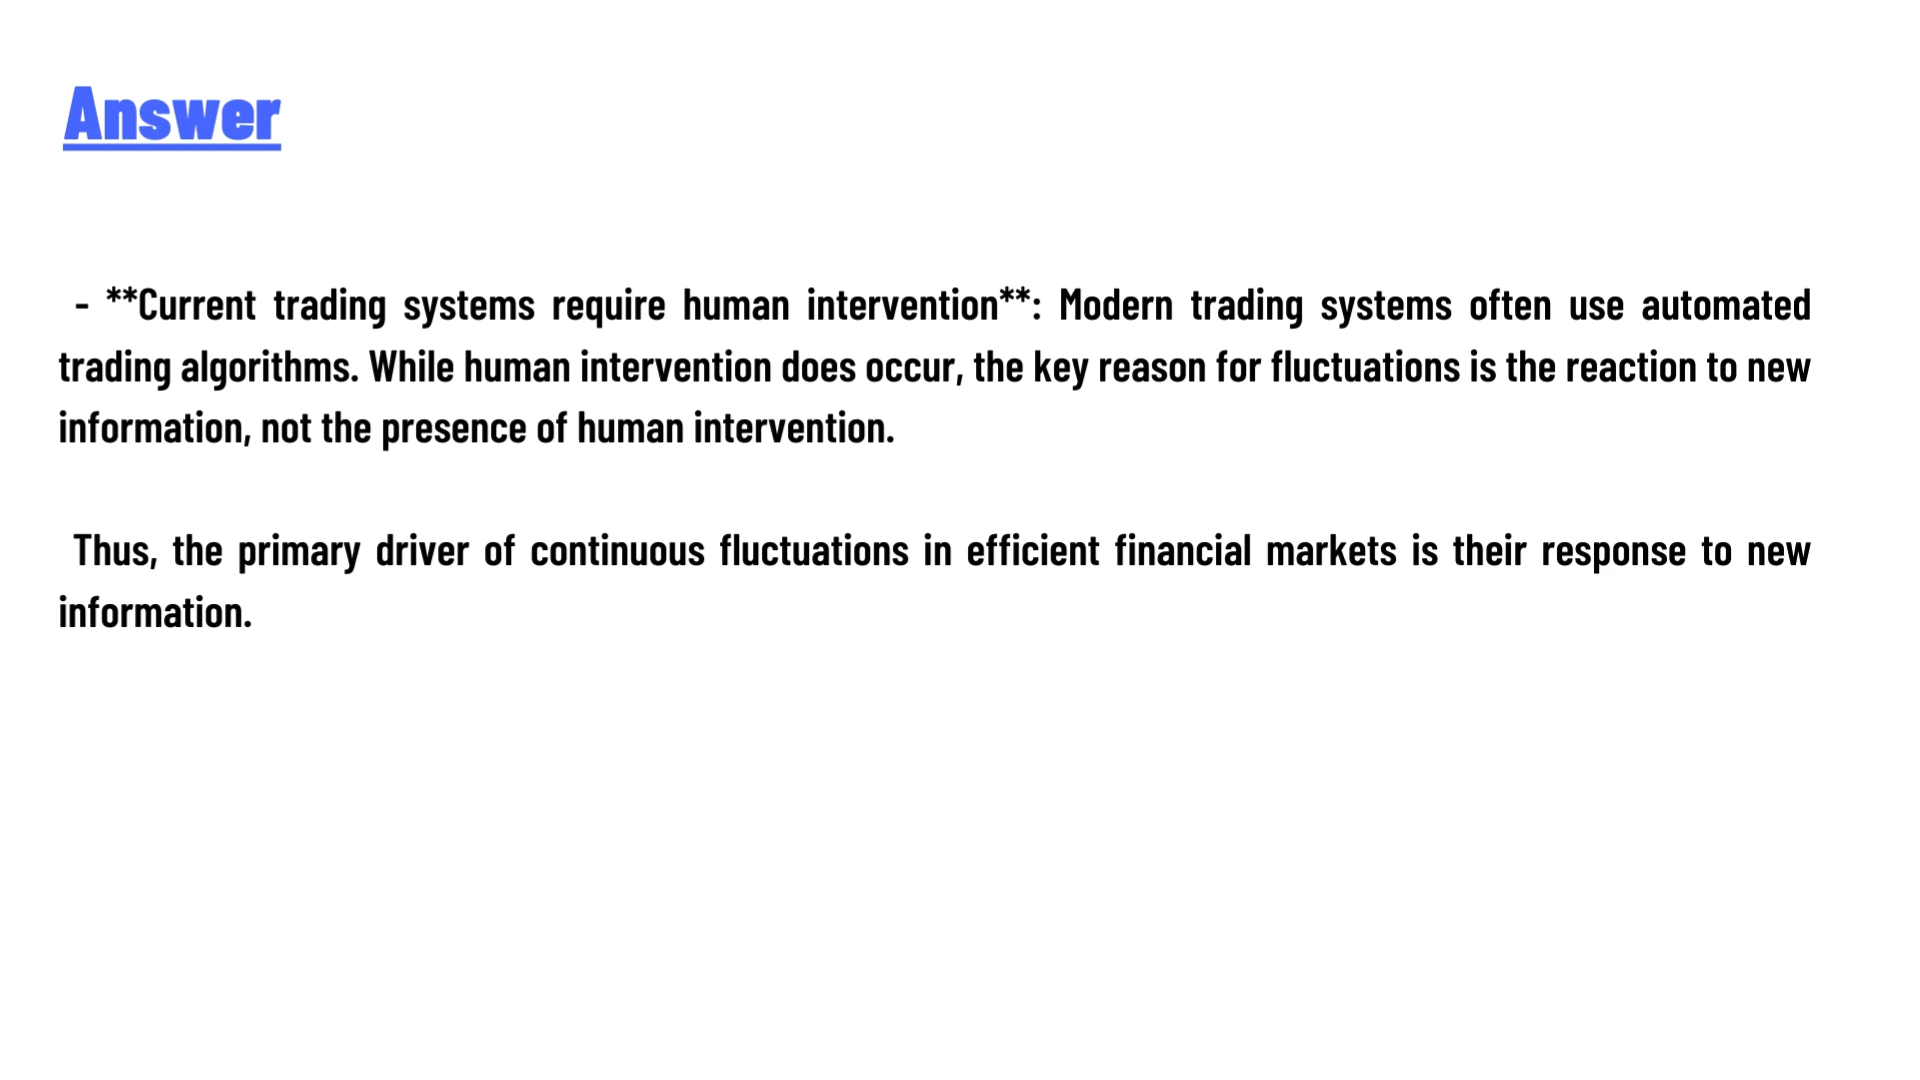 Answer
- **Current trading systems require human intervention**: Modern trading systems often use automated
trading algorithms. While human intervention does occur, the key reason for fluctuations is the reaction to new
information, not the presence of human intervention.
Thus, the primary driver of continuous fluctuations in efficient financial markets is their response to new
information.